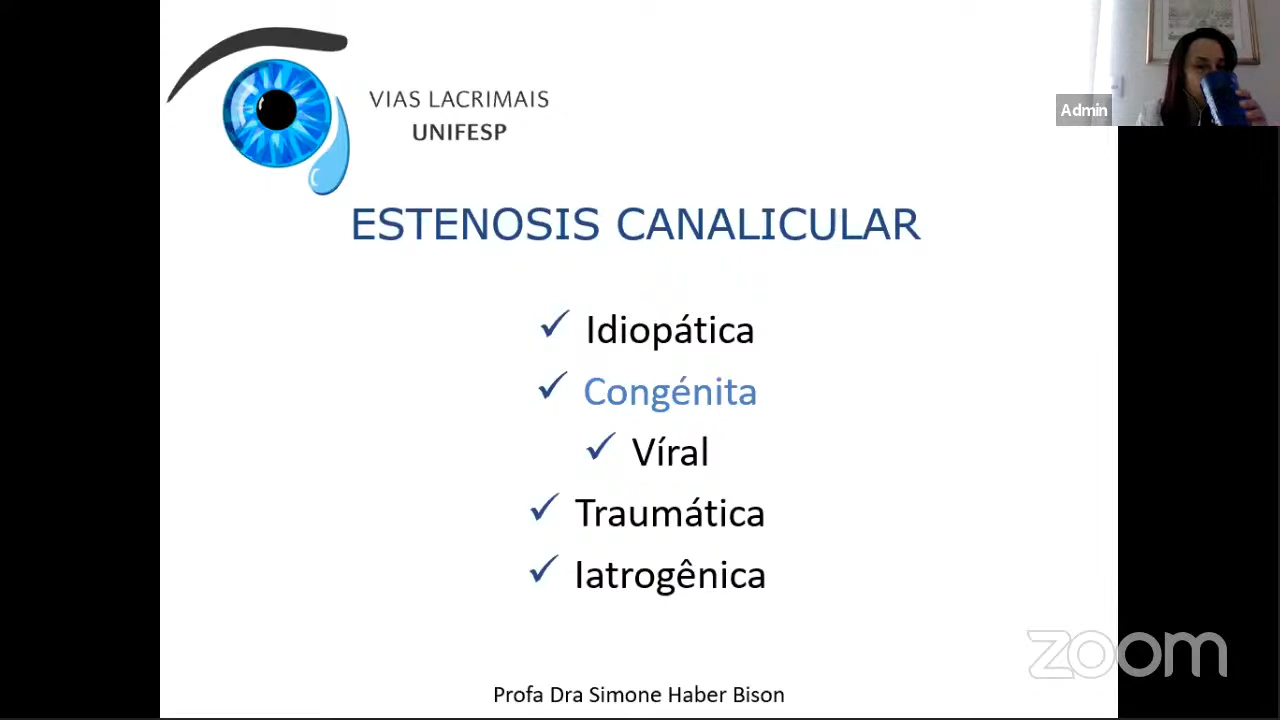 VIAS LACRIMAIS
UNIFESP
Admin
ESTENOSIS CANALICULAR
✓ Idiopática
✓ Congénita
✓ Víral
✓ Traumática
✓ Iatrogênica
zoom
Profa Dra Simone Haber Bison